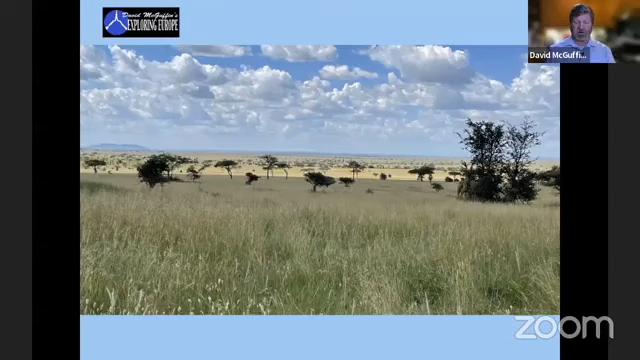 David McGuffin's
EXPLORING EUROPE
David McGuffi...
zoom